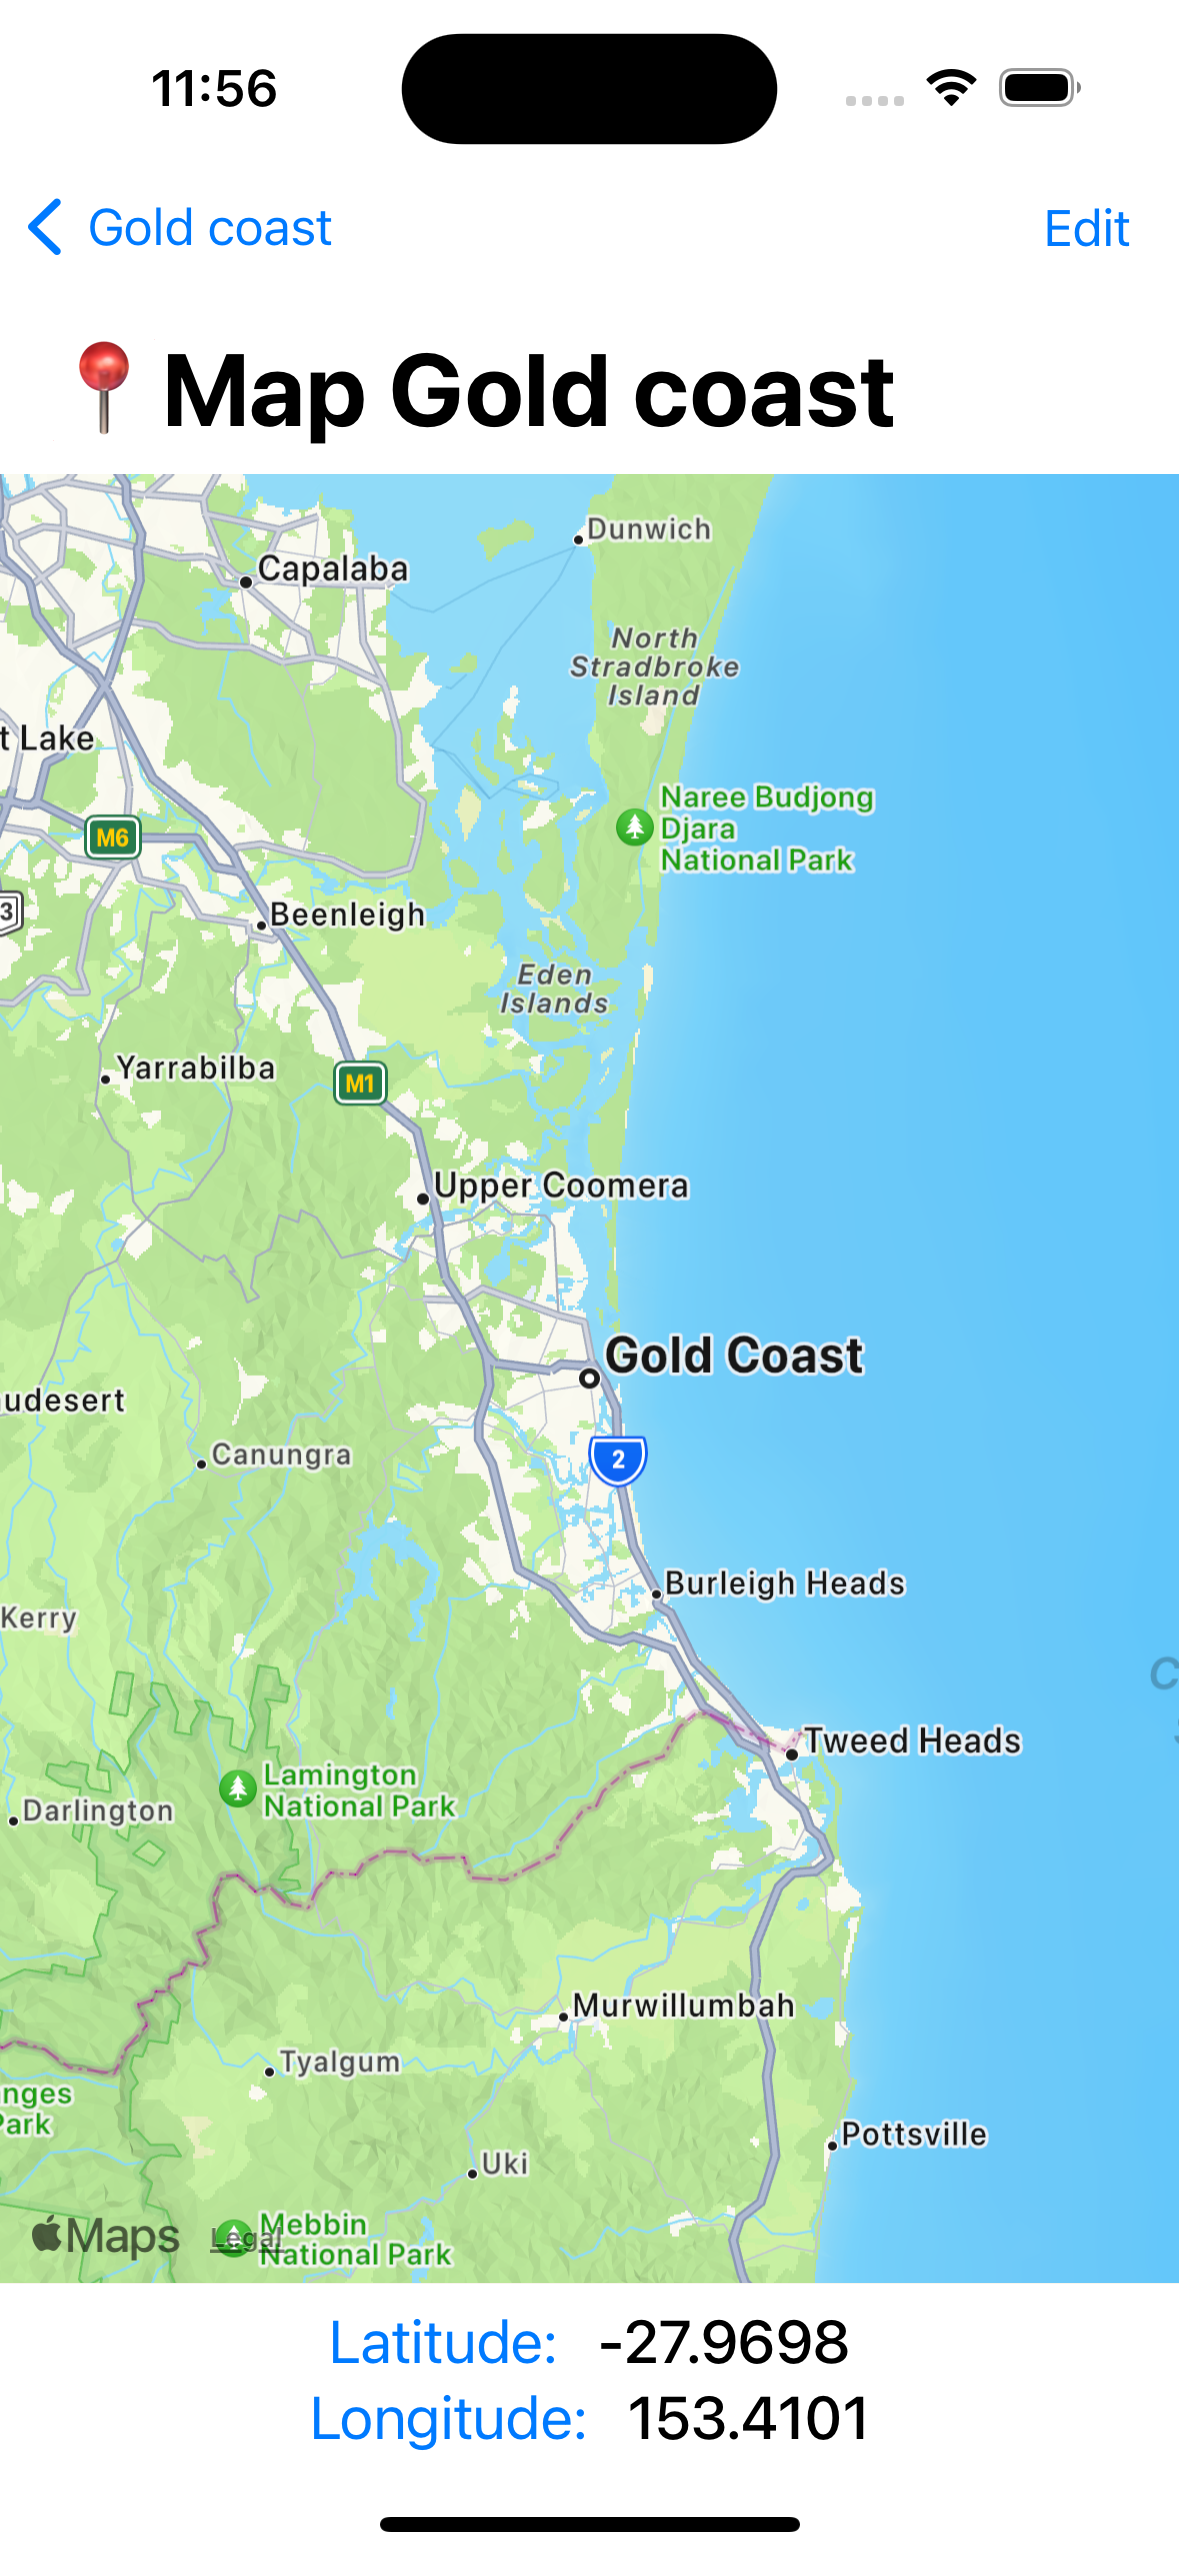 11:56
Gold coast
Edit
📍 Map Gold coast
Dunwich
Capalaba
North
Stradbroke
Island
t Lake
Naree Budjong
Djara
National Park
M6
3
Beenleigh
Eden
Islands
Yarrabilba
M1
Upper Coomera
Gold Coast
udesert
Canungra
2
Burleigh Heads
Kerry
C
Tweed Heads
Lamington
National Park
Darlington
Murwillumbah
Tyalgum
nges
Park
Pottsville
Uki
Mebbin
National Park
Maps
Legal
Latitude: -27.9698
Longitude: 153.4101